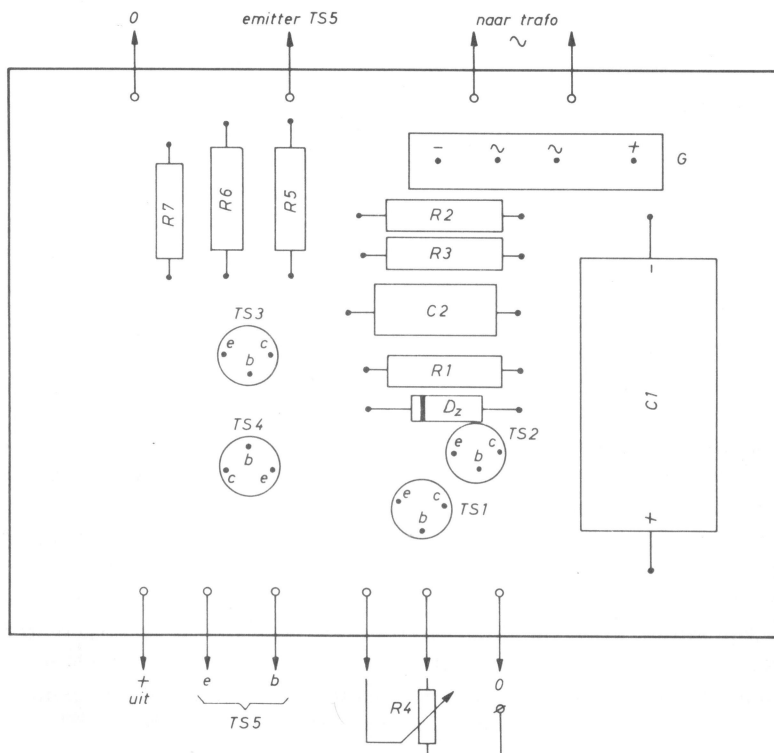 0
emitter TS5
naar trafo
~
- ~ ~ +
G
R7
R6
R5
R2
R3
C2
R1
Dz
TS3
e c
b
TS4
b
c e
TS2
e c
b
TS1
e c
b
-
C1
+
+
uit
e
b
TS5
R4
0